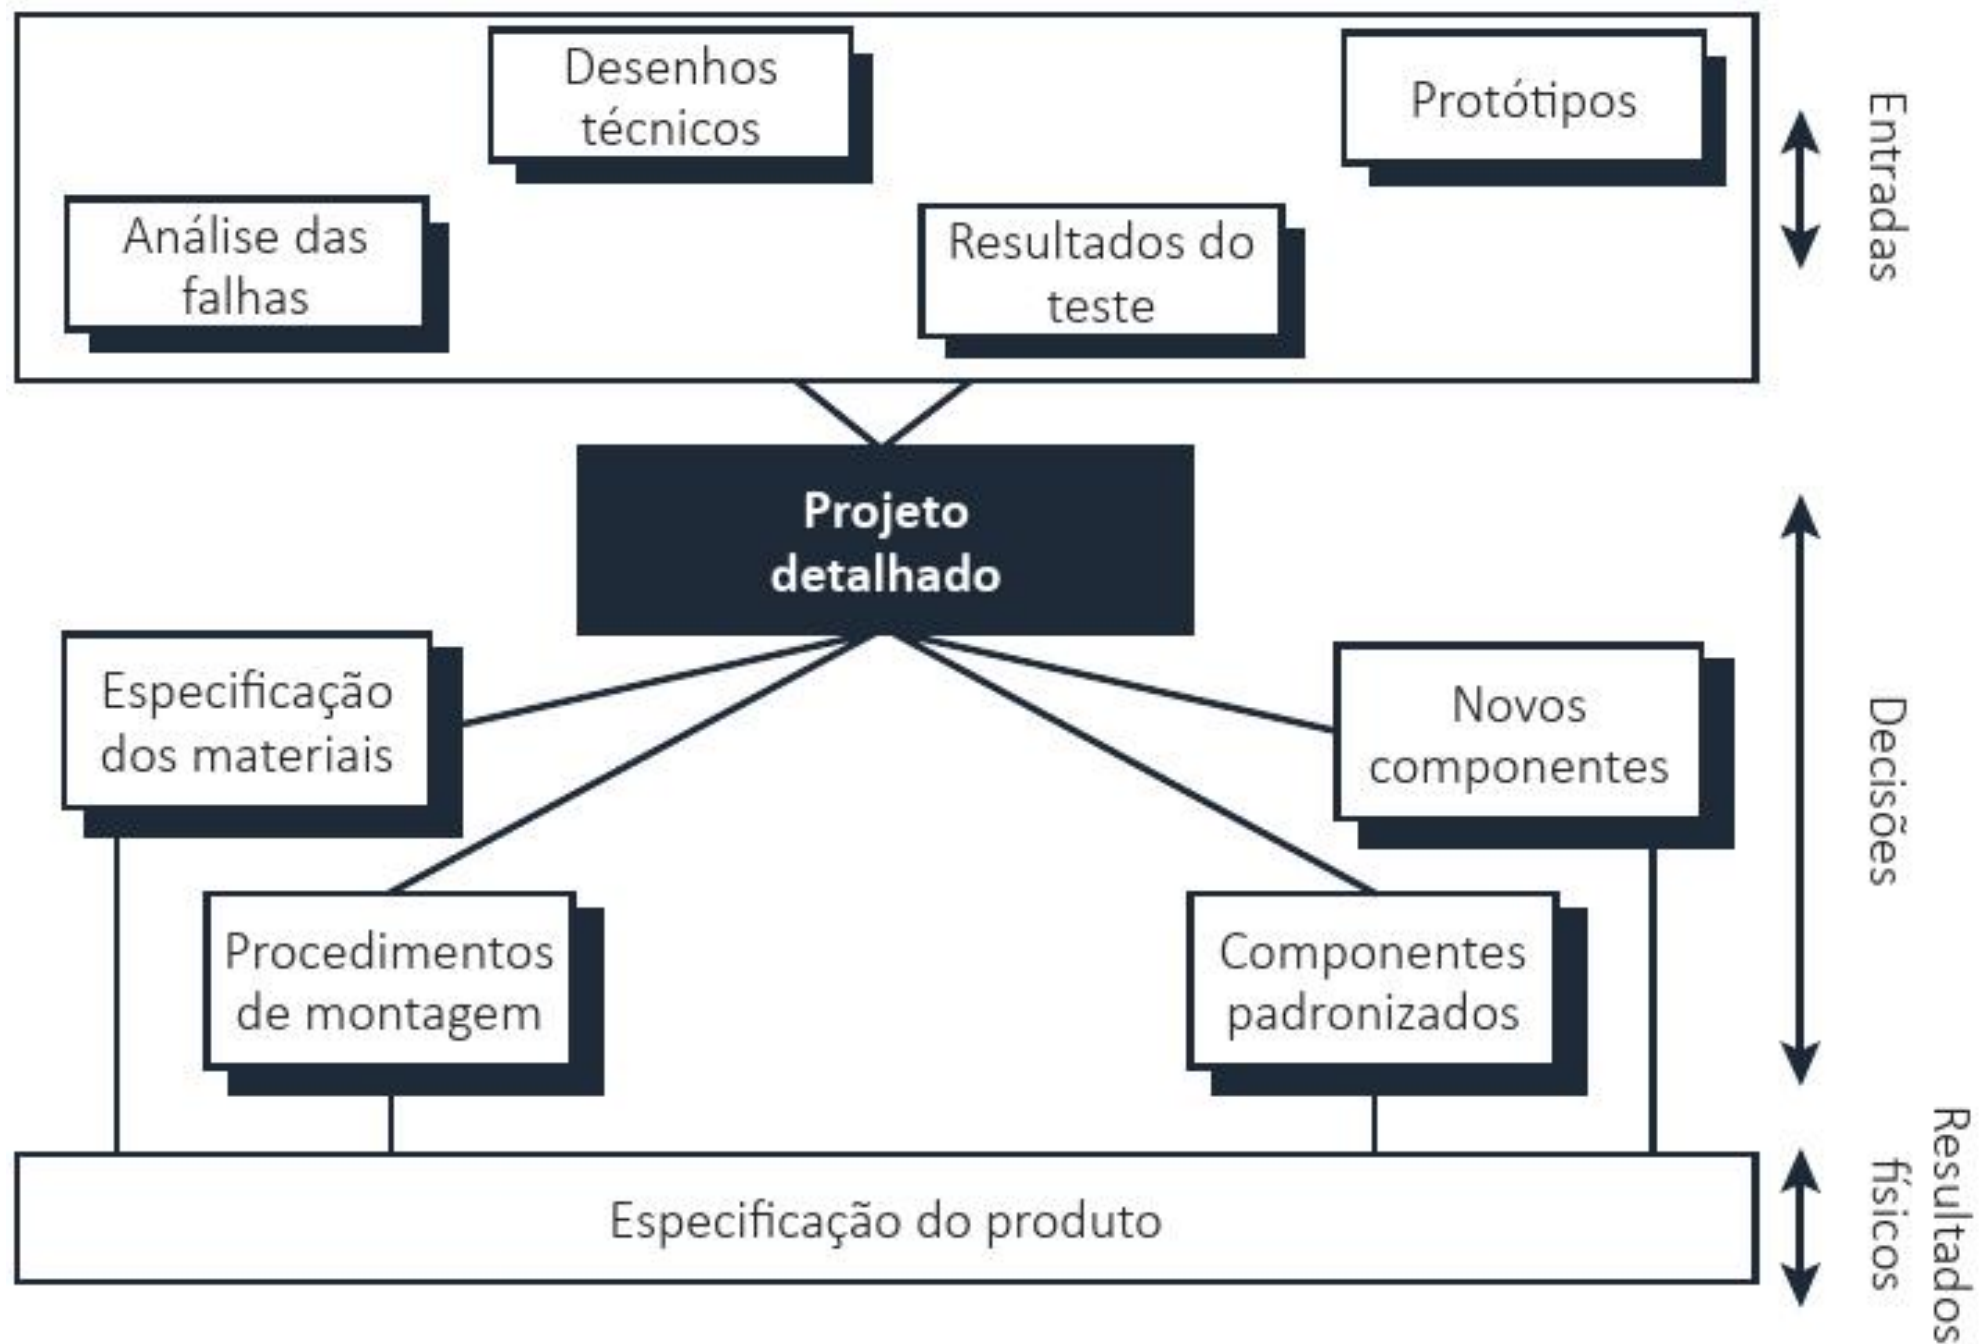 Desenhos
técnicos
Protótipos
Análise das
falhas
Resultados do
teste
Entradas
Projeto
detalhado
Especificação
dos materiais
Novos
componentes
Procedimentos
de montagem
Componentes
padronizados
Decisões
Especificação do produto
Resultados
físicos